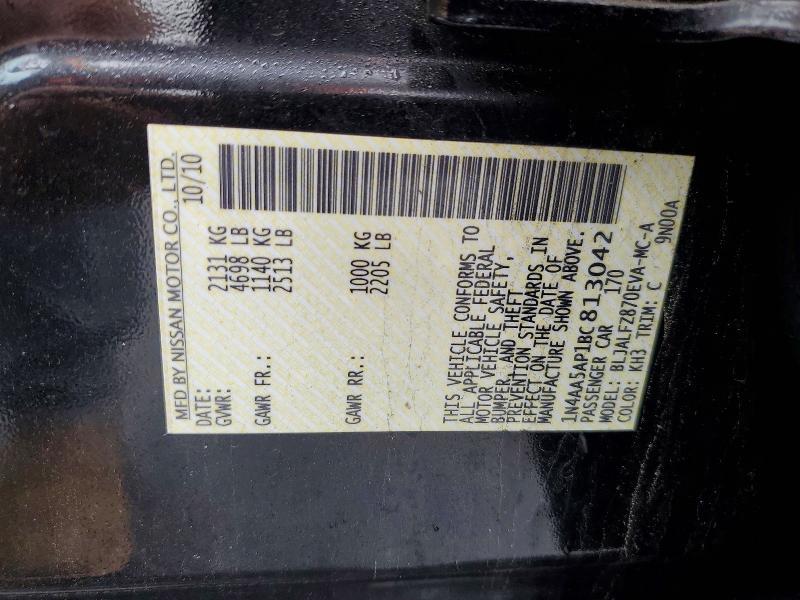 MFD BY NISSAN MOTOR CO., LTD.
DATE: 10/10
GVWR: 2131 KG
4698 LB
GAWR FR.: 1140 KG
2513 LB
GAWR RR.: 1000 KG
2205 LB
THIS VEHICLE CONFORMS TO
ALL APPLICABLE FEDERAL
MOTOR VEHICLE SAFETY,
BUMPER, AND THEFT
PREVENTION STANDARDS IN
EFFECT ON THE DATE OF
MANUFACTURE SHOWN ABOVE.
1N4AA5AP1BC813042
PASSENGER CAR 170
MODEL: BLJALFZ870EVA-MC-A
COLOR: KH3 TRIM: C 9N00A